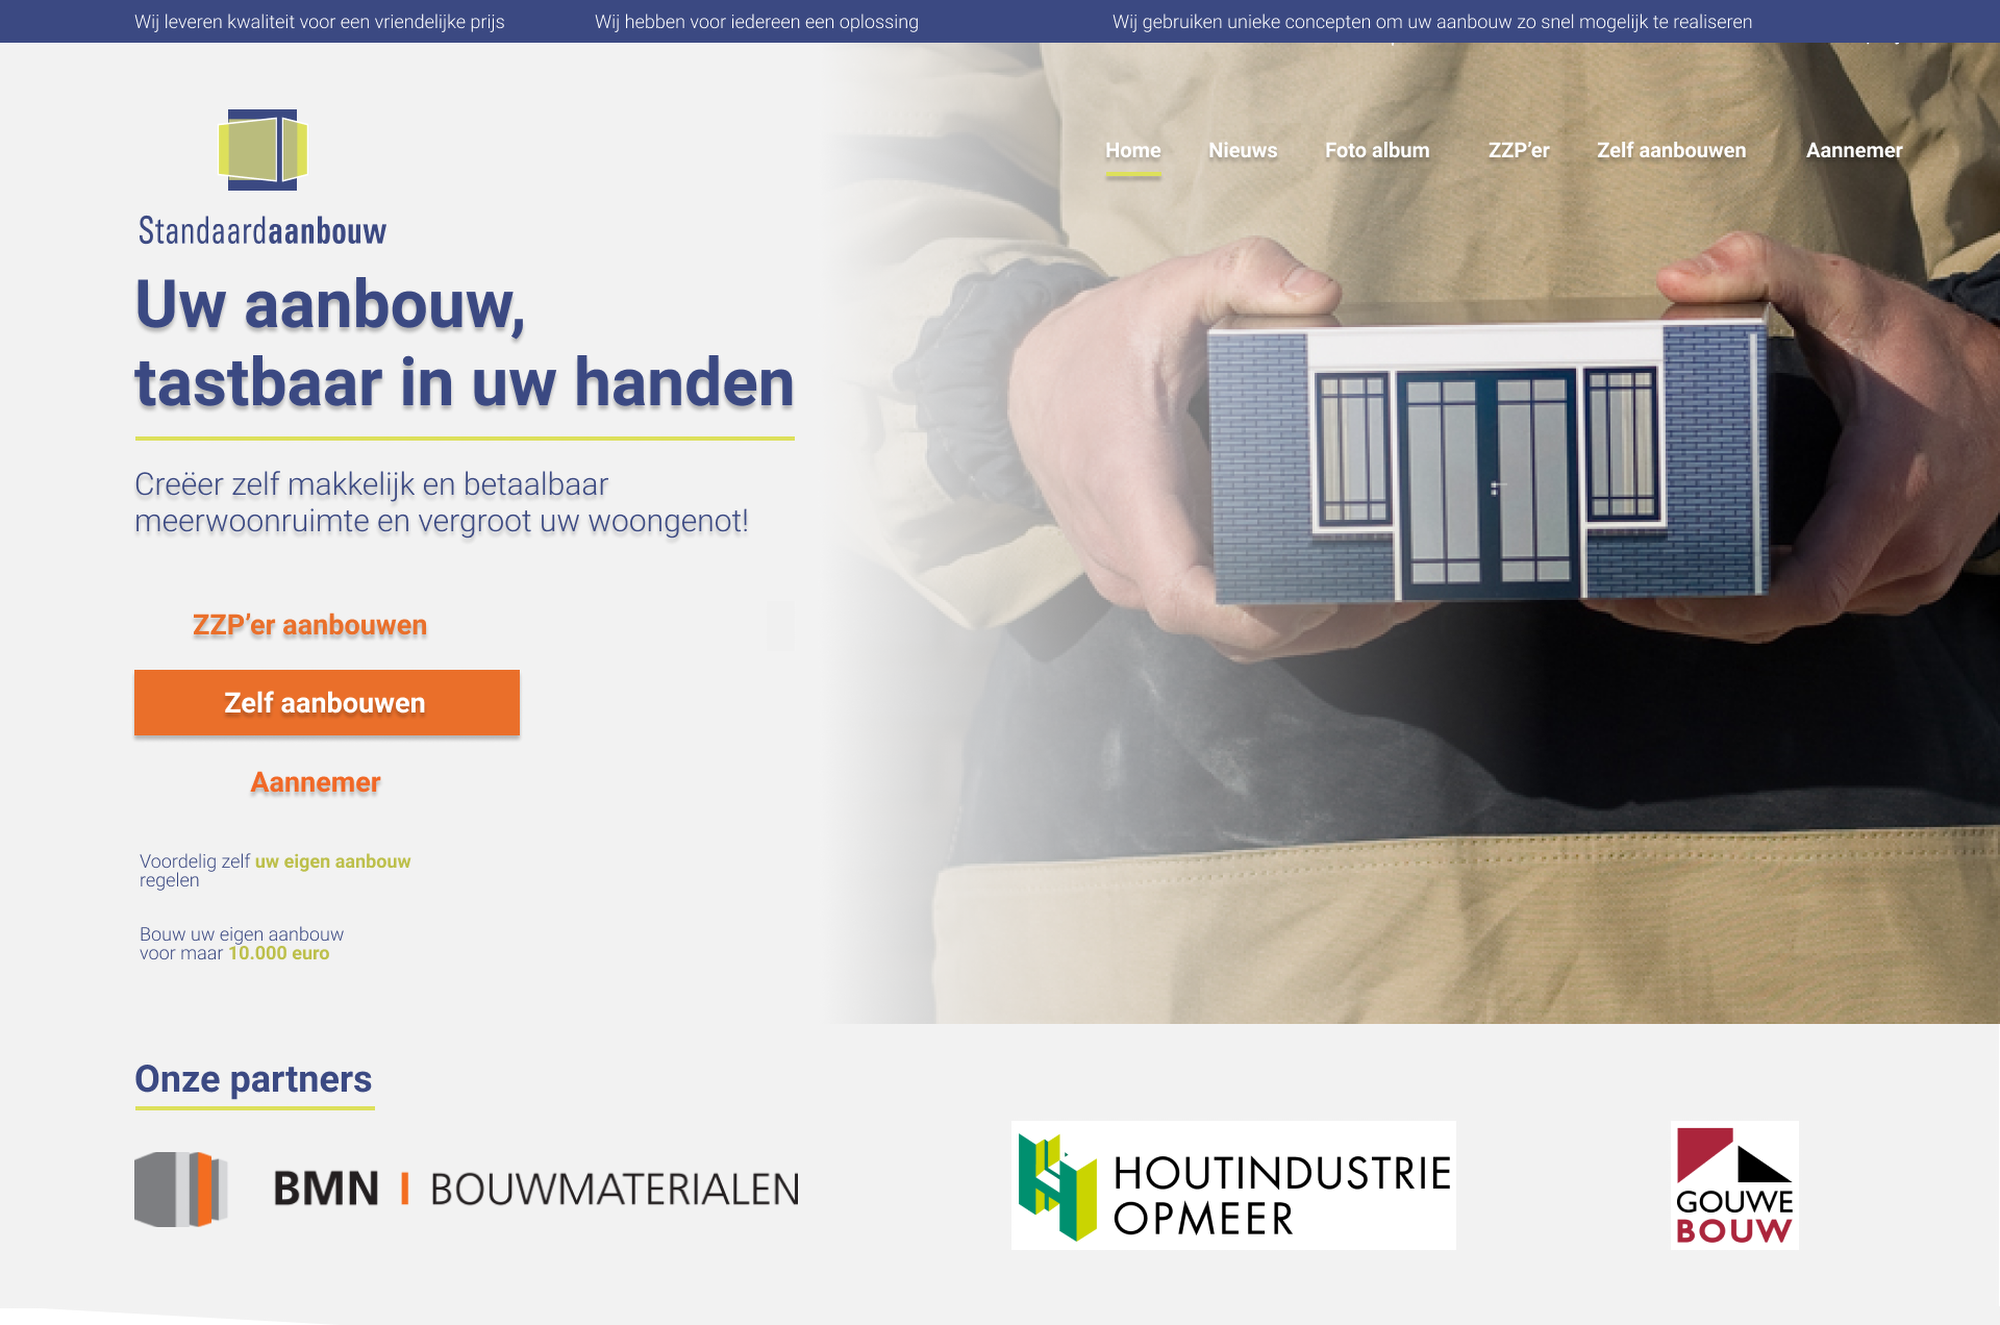 Wij leveren kwaliteit voor een vriendelijke prijs
Wij hebben voor iedereen een oplossing
Wij gebruiken unieke concepten om uw aanbouw zo snel mogelijk te realiseren
Home
Nieuws
Foto album
ZZP’er
Zelf aanbouwen
Aannemer
Standaardaanbouw
Uw aanbouw,
tastbaar in uw handen
Creëer zelf makkelijk en betaalbaar
meerwoonruimte en vergroot uw woongenot!
ZZP’er aanbouwen
Zelf aanbouwen
Aannemer
Voordelig zelf uw eigen aanbouw
regelen
Bouw uw eigen aanbouw
voor maar 10.000 euro
Onze partners
BMN | BOUWMATERIALEN
HOUTINDUSTRIE
OPMEER
GOUWE
BOUW